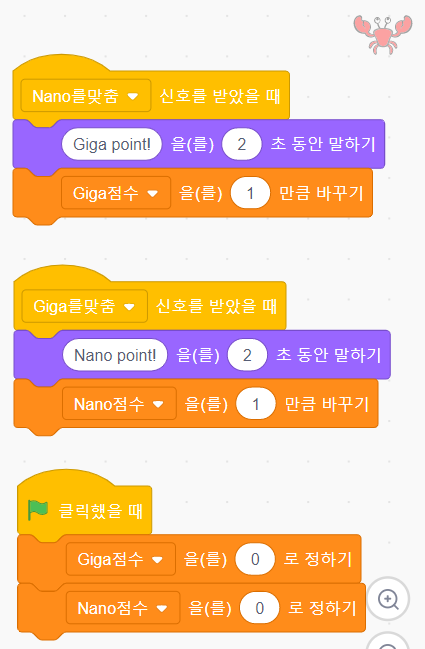 Nano를맞춤 신호를 받았을 때
Giga point! 을(를) 2 초 동안 말하기
Giga점수 을(를) 1 만큼 바꾸기
Giga를맞춤 신호를 받았을 때
Nano point! 을(를) 2 초 동안 말하기
Nano점수 을(를) 1 만큼 바꾸기
클릭했을 때
Giga점수 을(를) 0 로 정하기
Nano점수 을(를) 0 로 정하기